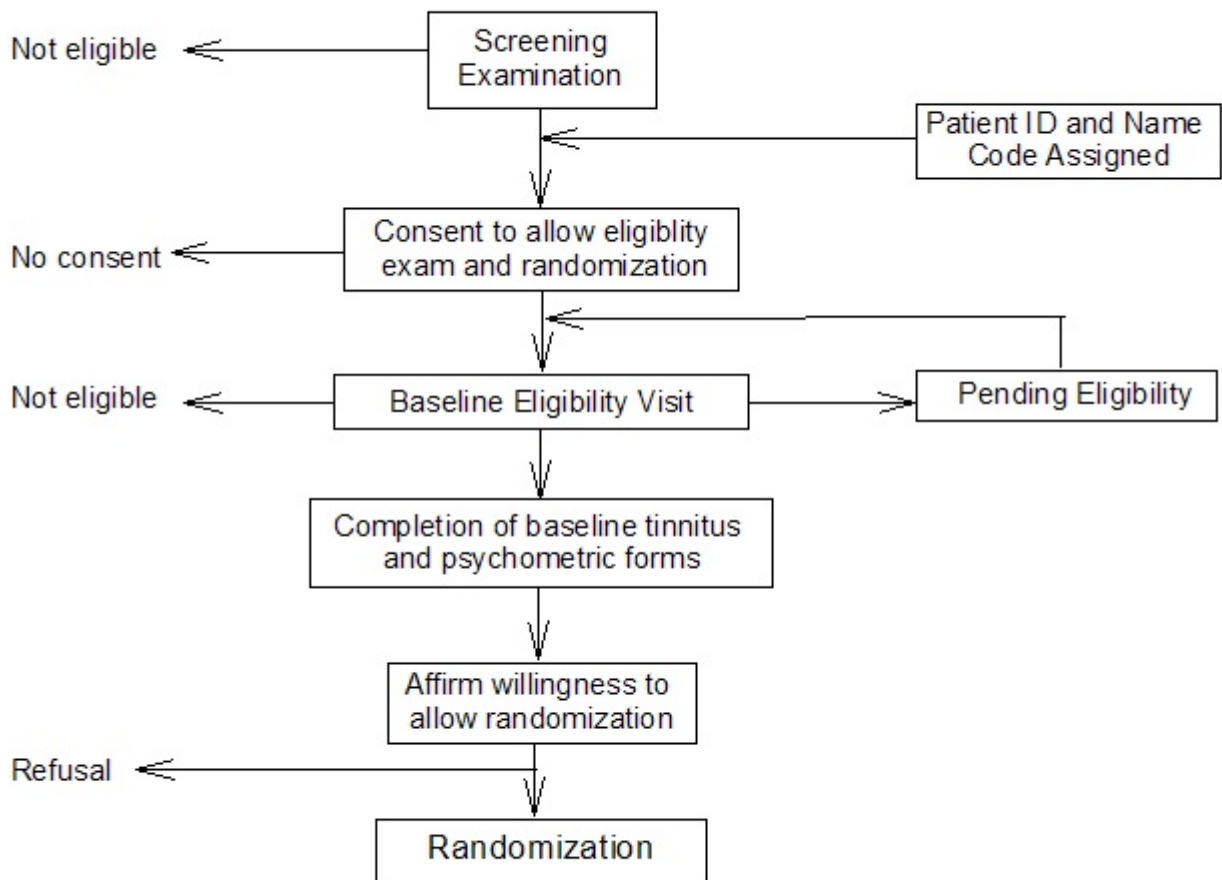 Not eligible
Screening
Examination
Patient ID and Name
Code Assigned
No consent
Consent to allow eligiblity
exam and randomization
Not eligible
Baseline Eligibility Visit
Pending Eligibility
Completion of baseline tinnitus
and psychometric forms
Affirm willingness to
allow randomization
Refusal
Randomization